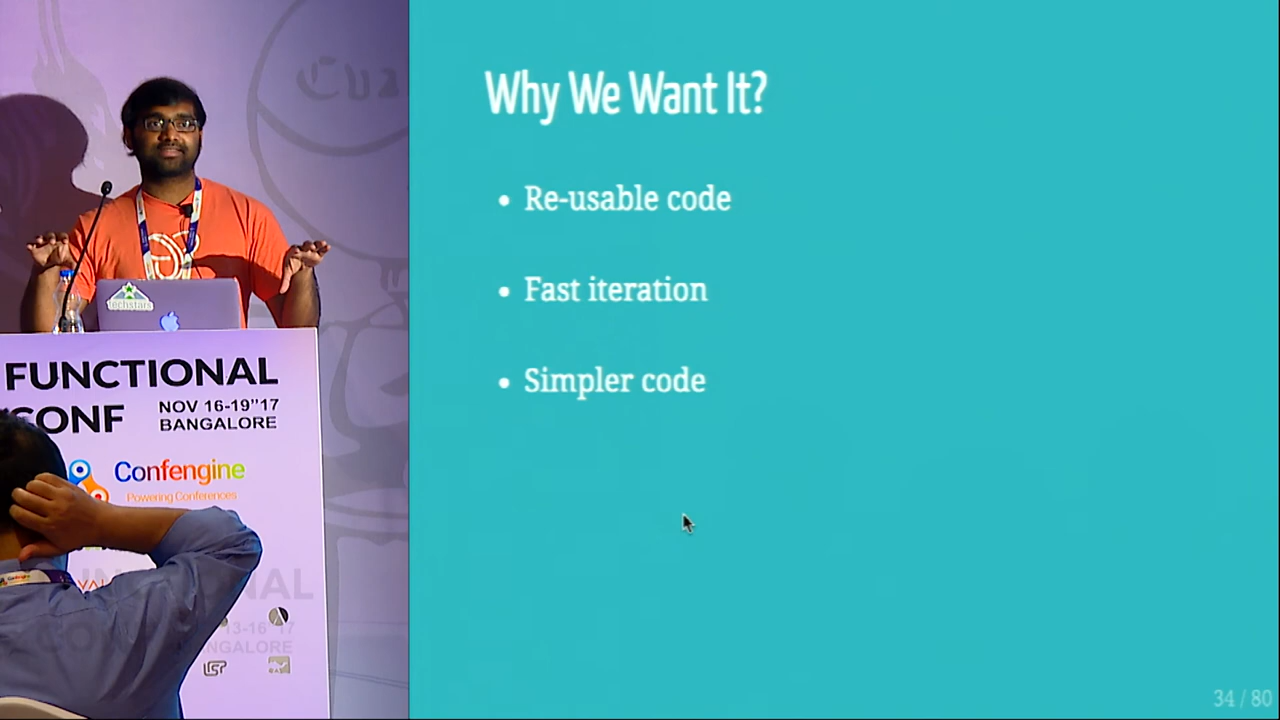 Cua
techstars
FUNCTIONAL
CONF
NOV 16-19"17
BANGALORE
Confengine
Powering Conferences
Why We Want It?
• Re-usable code
• Fast iteration
• Simpler code
34 / 80